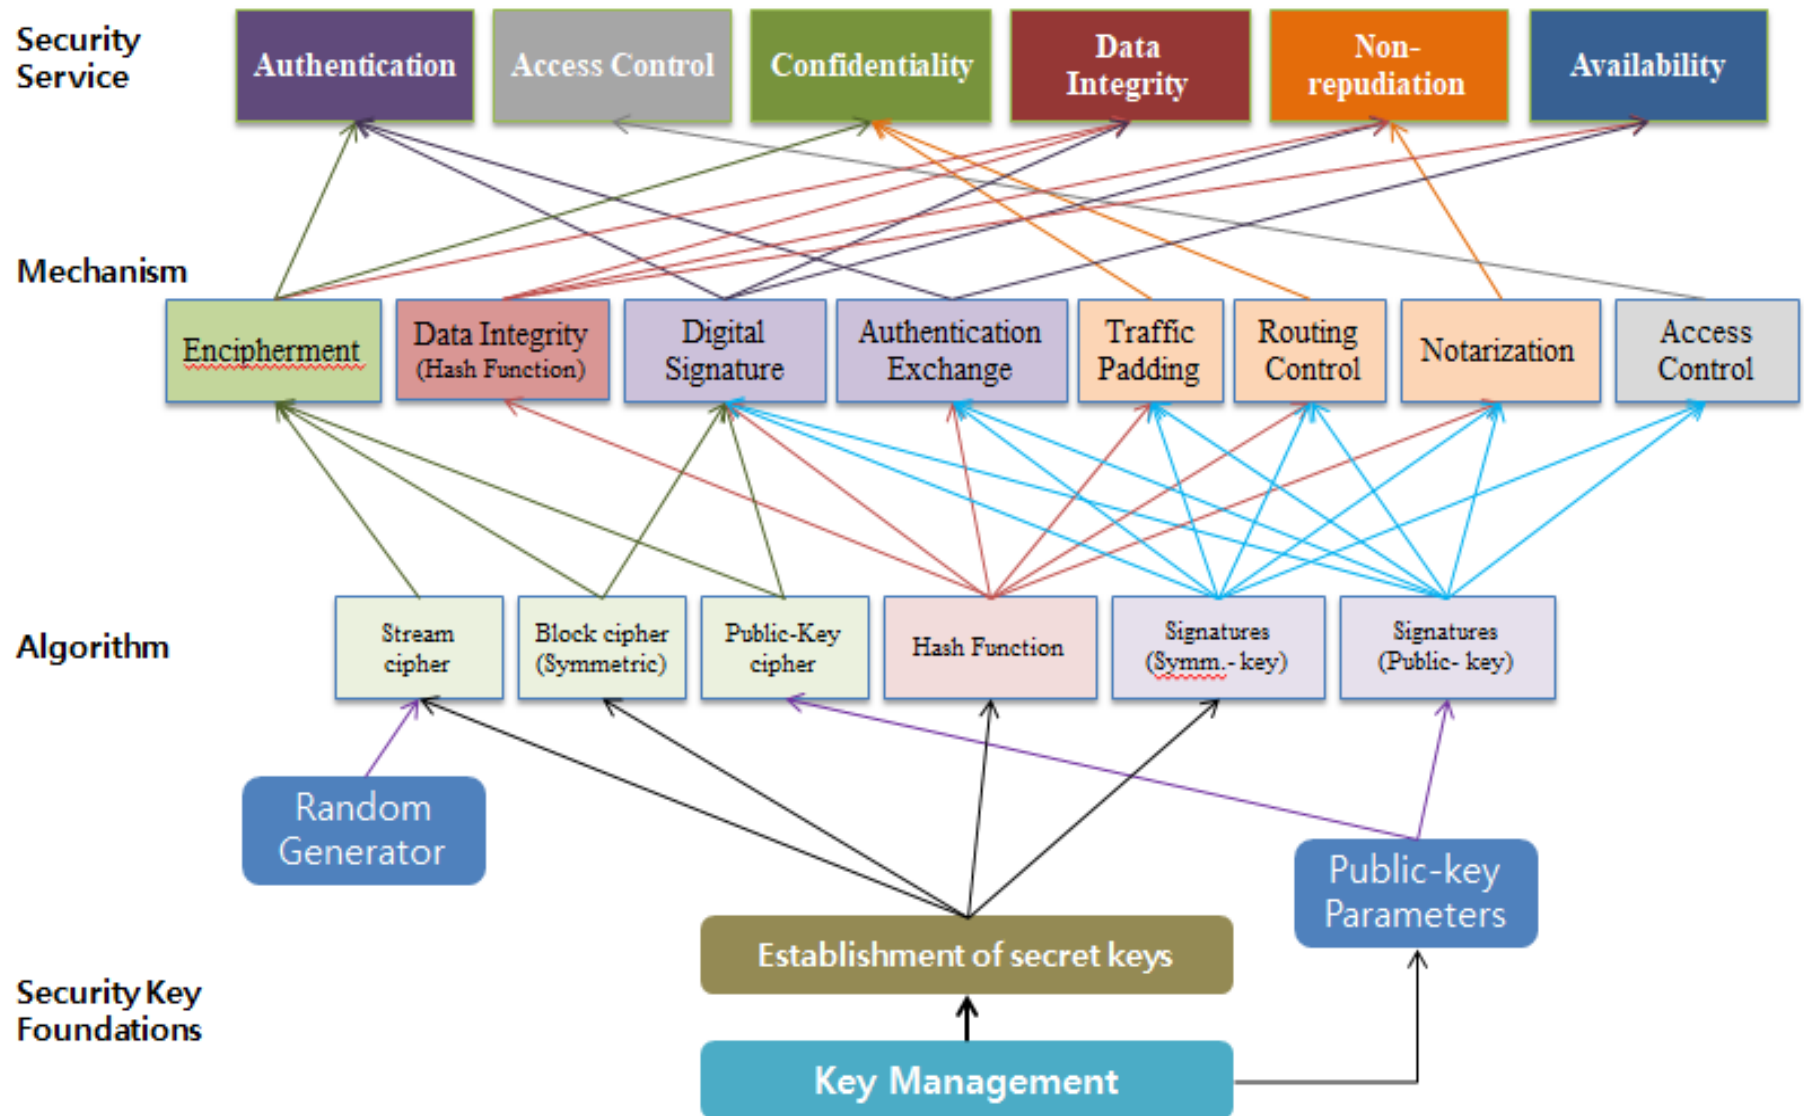 Security
Service
Authentication
Access Control
Confidentiality
Data
Integrity
Non-
repudiation
Availability
Mechanism
Encipherment
Data Integrity
(Hash Function)
Digital
Signature
Authentication
Exchange
Traffic
Padding
Routing
Control
Notarization
Access
Control
Algorithm
Stream
cipher
Block cipher
(Symmetric)
Public-Key
cipher
Hash Function
Signatures
(Symm.- key)
Signatures
(Public- key)
Random
Generator
Public-key
Parameters
Establishment of secret keys
Security Key
Foundations
Key Management